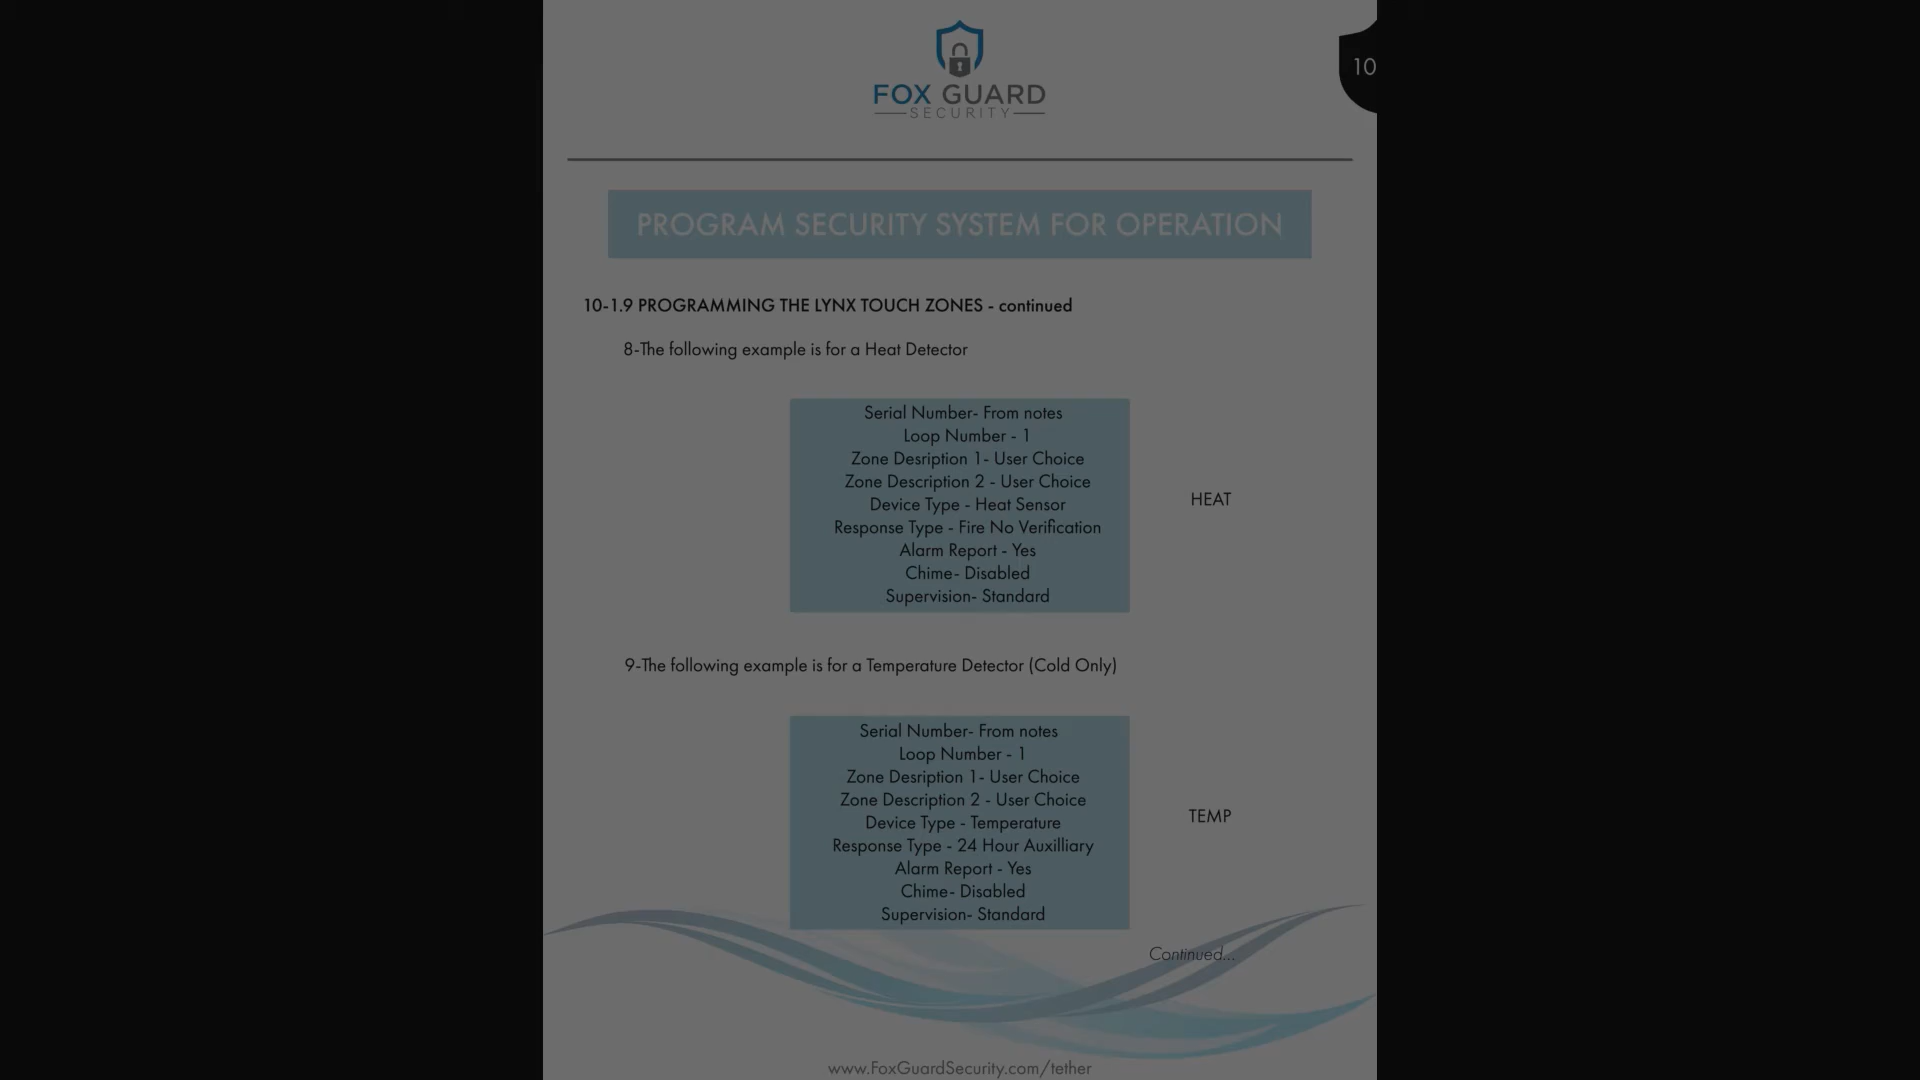 FOX GUARD
SECURITY
10
PROGRAM SECURITY SYSTEM FOR OPERATION
10-1.9 PROGRAMMING THE LYNX TOUCH ZONES - continued
8-The following example is for a Heat Detector
Serial Number- From notes
Loop Number - 1
Zone Desription 1- User Choice
Zone Description 2 - User Choice
Device Type - Heat Sensor
Response Type - Fire No Verification
Alarm Report - Yes
Chime- Disabled
Supervision- Standard
HEAT
9-The following example is for a Temperature Detector (Cold Only)
Serial Number- From notes
Loop Number - 1
Zone Desription 1- User Choice
Zone Description 2 - User Choice
Device Type - Temperature
Response Type - 24 Hour Auxilliary
Alarm Report - Yes
Chime- Disabled
Supervision- Standard
TEMP
Continued...
www.FoxGuardSecurity.com/tether